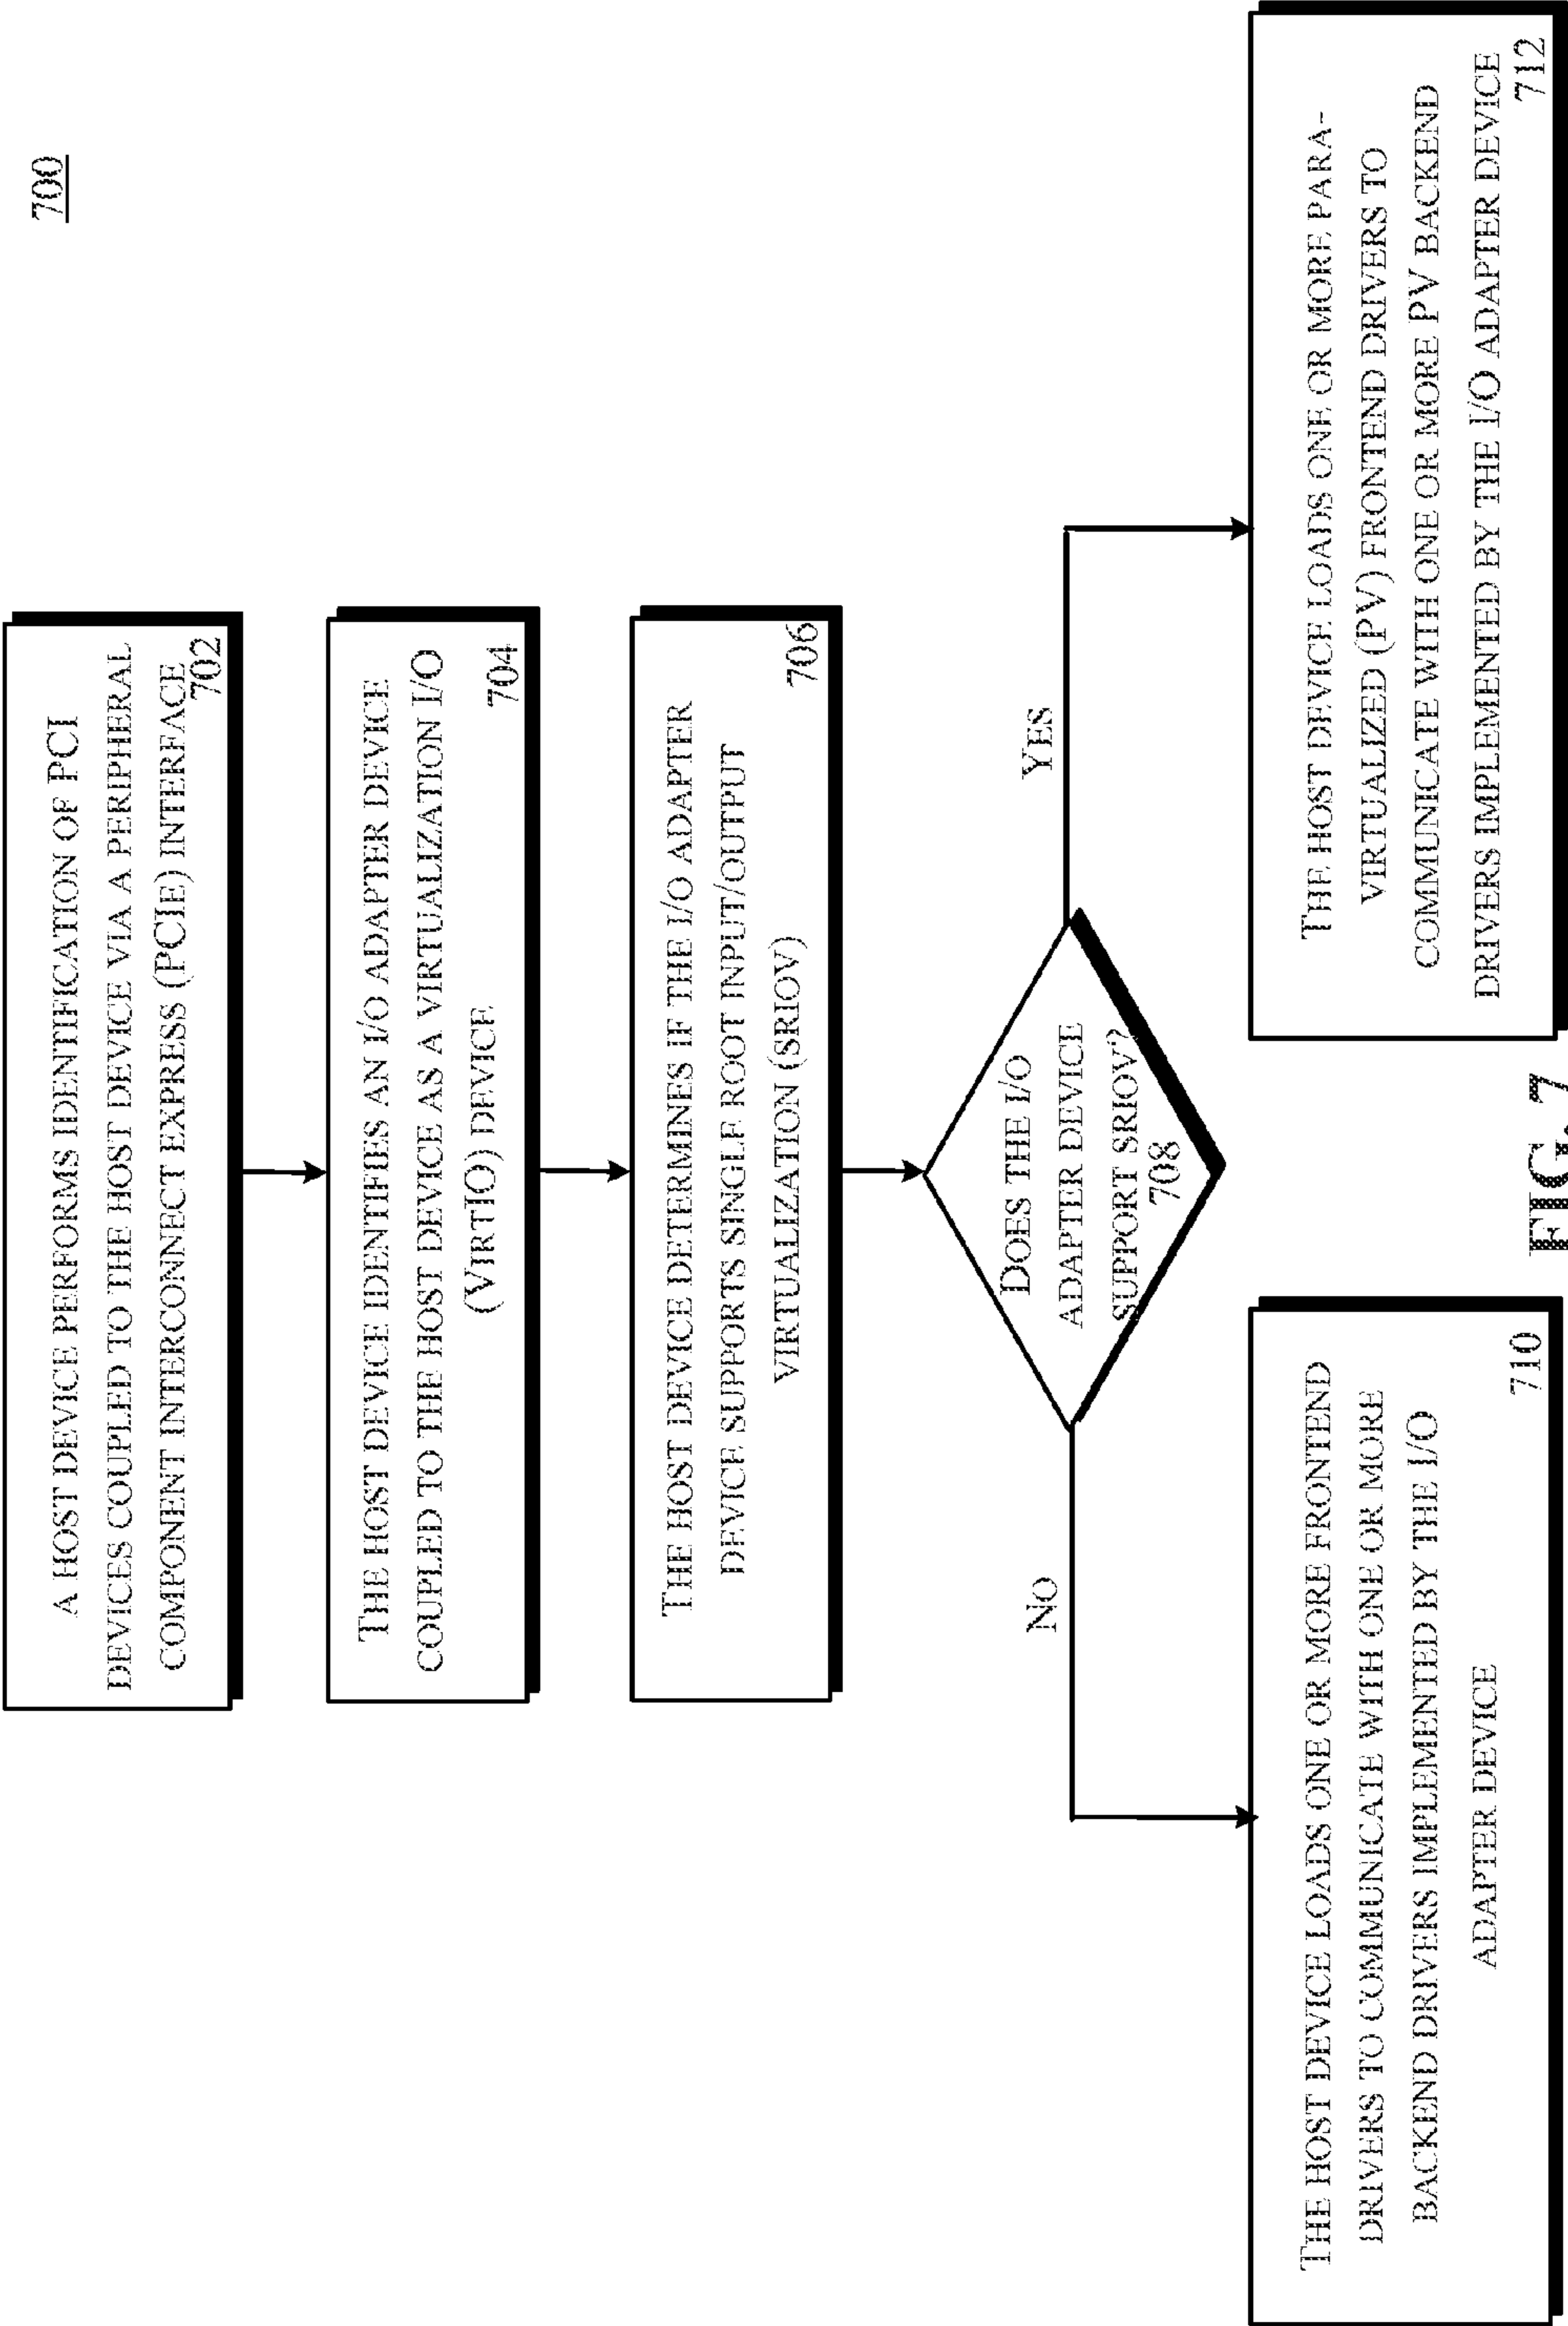 700
A HOST DEVICE PERFORMS IDENTIFICATION OF PCI
DEVICES COUPLED TO THE HOST DEVICE VIA A PERIPHERAL
COMPONENT INTERCONNECT EXPRESS (PCIE) INTERFACE
702
THE HOST DEVICE IDENTIFIES AN I/O ADAPTER DEVICE
COUPLED TO THE HOST DEVICE AS A VIRTUALIZATION I/O
(VIRTIO) DEVICE
704
THE HOST DEVICE DETERMINES IF THE I/O ADAPTER
DEVICE SUPPORTS SINGLE ROOT INPUT/OUTPUT
VIRTUALIZATION (SRIOV)
706
DOES THE I/O
ADAPTER DEVICE
SUPPORT SRIOV?
708
NO
YES
THE HOST DEVICE LOADS ONE OR MORE FRONTEND
DRIVERS TO COMMUNICATE WITH ONE OR MORE
BACKEND DRIVERS IMPLEMENTED BY THE I/O
ADAPTER DEVICE
710
THE HOST DEVICE LOADS ONE OR MORE PARA-
VIRTUALIZED (PV) FRONTEND DRIVERS TO
COMMUNICATE WITH ONE OR MORE PV BACKEND
DRIVERS IMPLEMENTED BY THE I/O ADAPTER DEVICE
712
FIG. 7